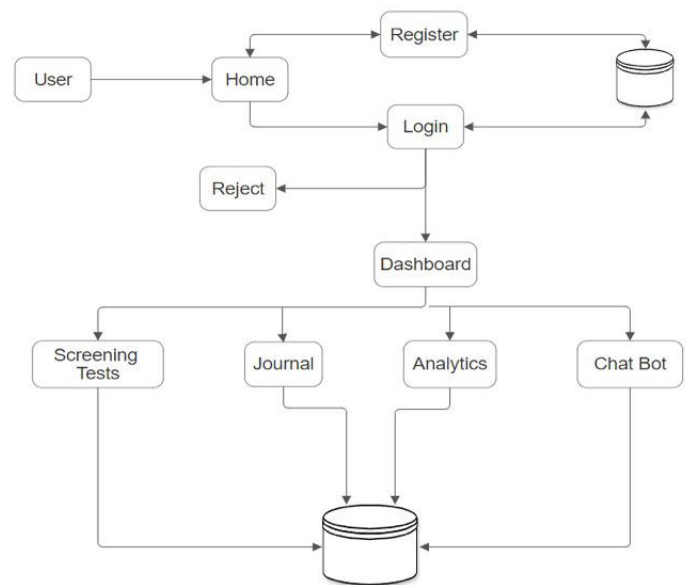 Register
User
Home
Login
Reject
Dashboard
Screening
Tests
Journal
Analytics
Chat Bot